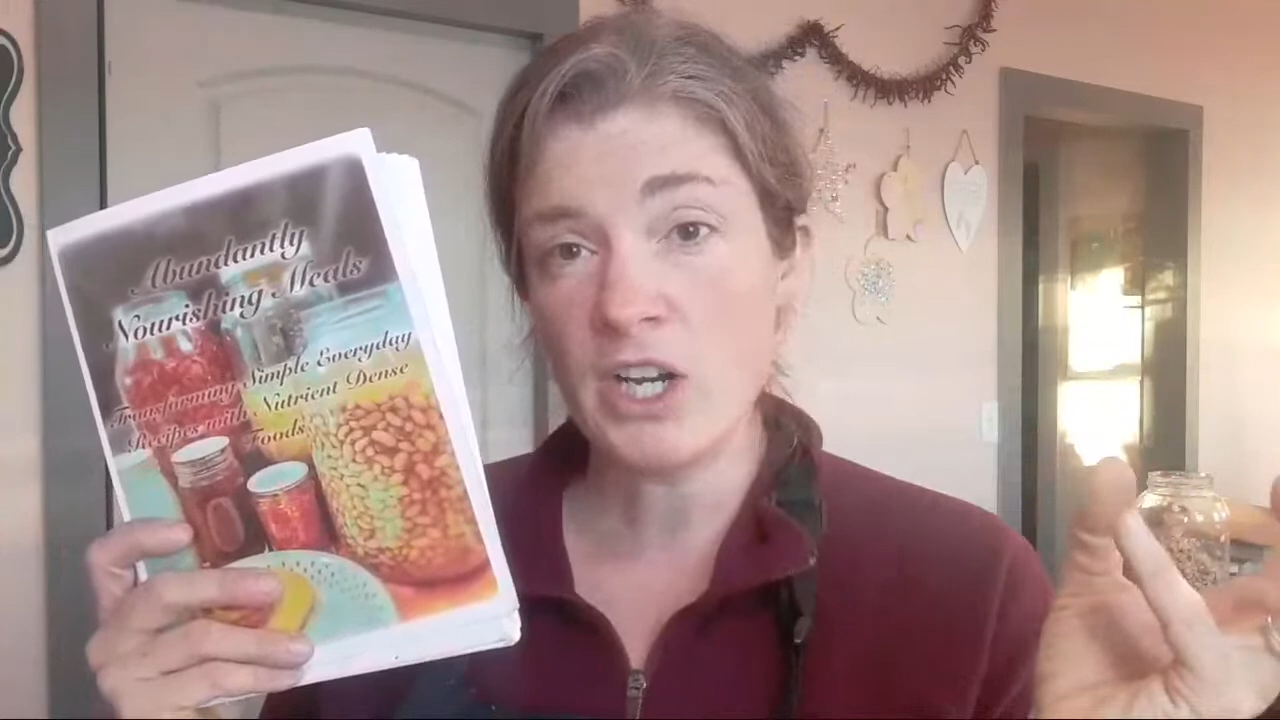 Abundantly
Nourishing Meals
Transforming Simple Everyday
Recipes with Nutrient Dense
Foods